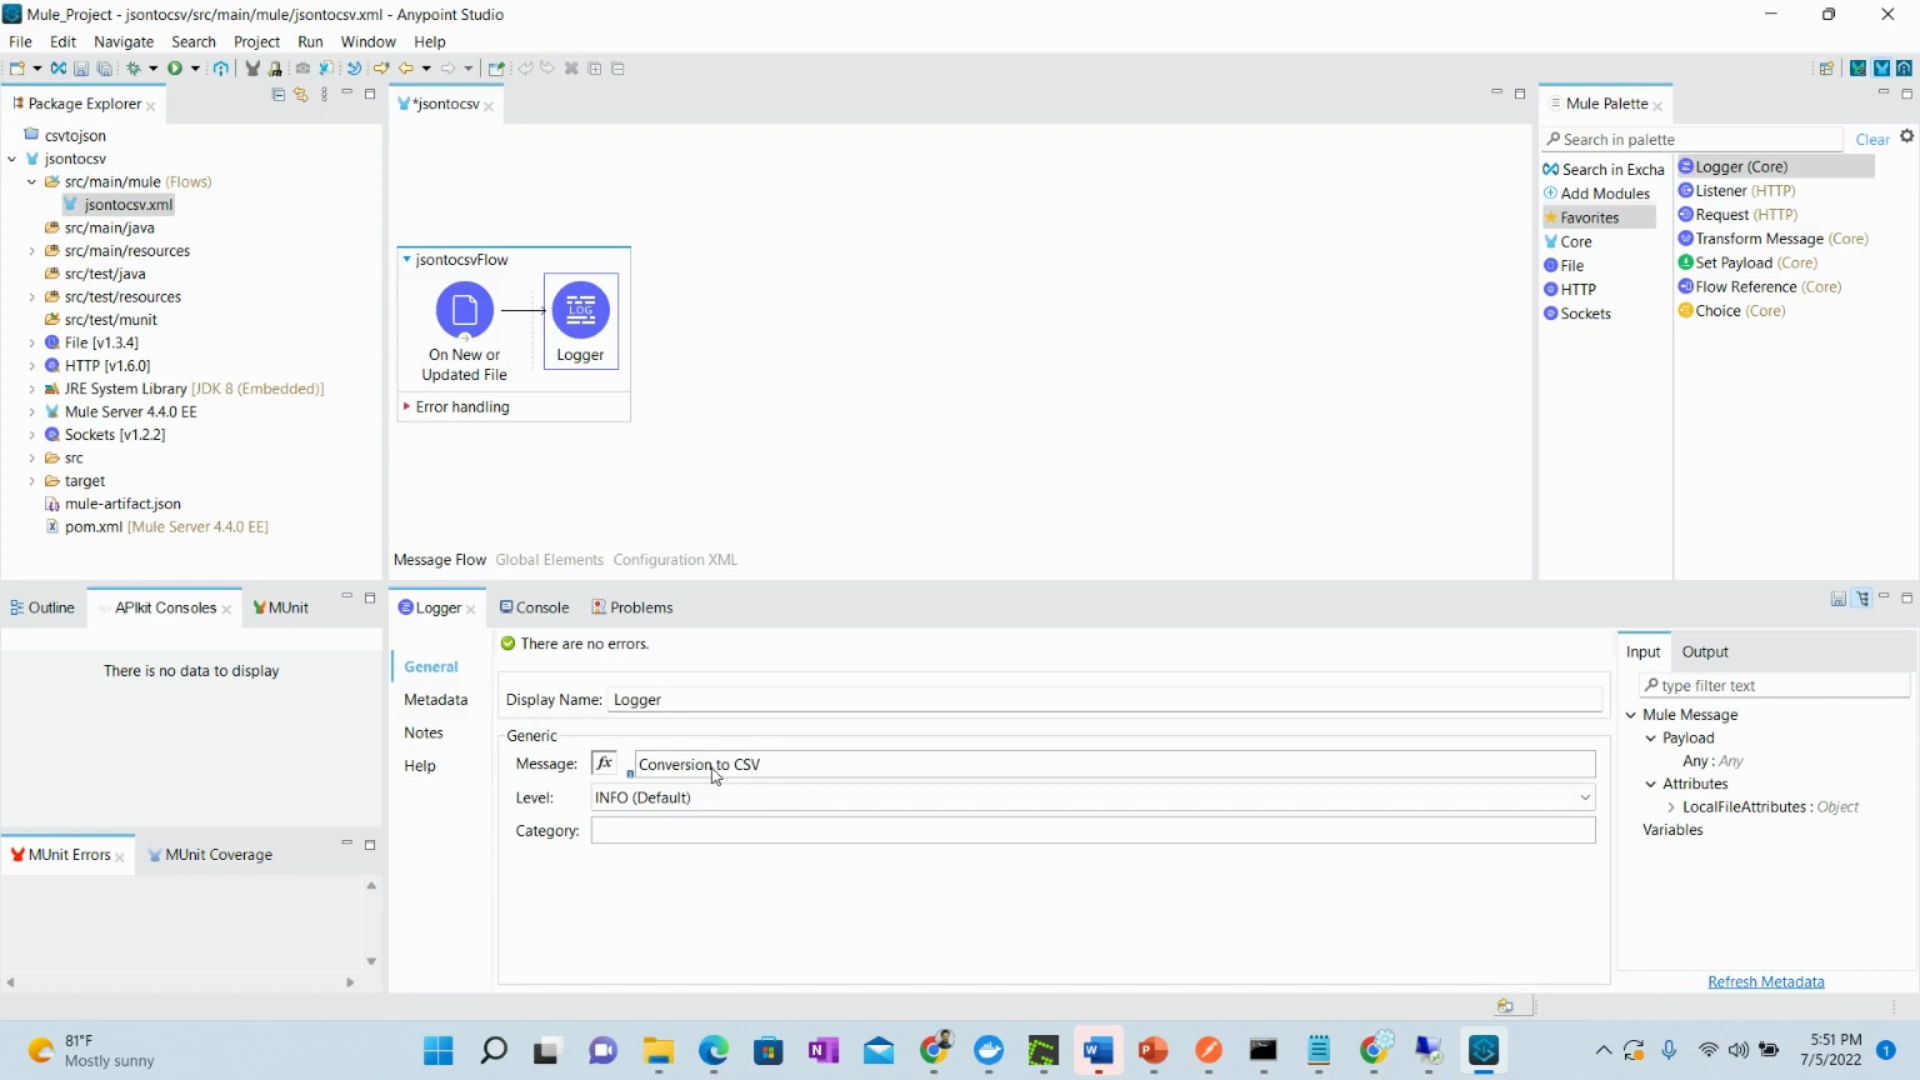 Mule_Project - jsontocsv/src/main/mule/jsontocsv.xml - Anypoint Studio
File Edit Navigate Search Project Run Window Help
Package Explorer
csvtojson
jsontocsv
src/main/mule (Flows)
jsontocsv.xml
src/main/java
src/main/resources
src/test/java
src/test/resources
src/test/munit
File [v1.3.4]
HTTP [v1.6.0]
JRE System Library [JDK 8 (Embedded)]
Mule Server 4.4.0 EE
Sockets [v1.2.2]
src
target
mule-artifact.json
pom.xml [Mule Server 4.4.0 EE]
*jsontocsv
jsontocsvFlow
LOG
On New or
Updated File
Logger
Error handling
Message Flow Global Elements Configuration XML
Mule Palette
Search in palette
Clear
Search in Excha
Add Modules
Favorites
Core
File
HTTP
Sockets
Logger (Core)
Listener (HTTP)
Request (HTTP)
Transform Message (Core)
Set Payload (Core)
Flow Reference (Core)
Choice (Core)
Outline APIkit Consoles MUnit
There is no data to display
MUnit Errors MUnit Coverage
Logger Console Problems
There are no errors.
General
Metadata
Notes
Help
Display Name: Logger
Generic
Message: fx Conversion to CSV
Level: INFO (Default)
Category:
Input Output
type filter text
Mule Message
Payload
Any : Any
Attributes
LocalFileAttributes : Object
Variables
Refresh Metadata
81°F
Mostly sunny
5:51 PM
7/5/2022
1